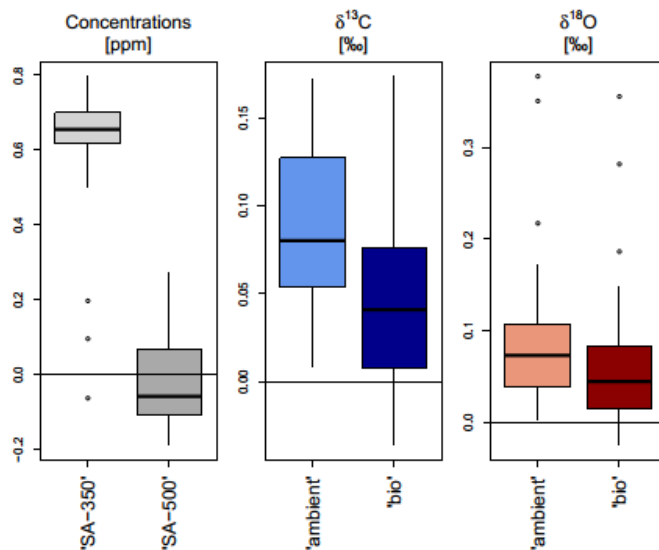 Concentrations
[ppm]
0.8
0.6
0.4
0.2
0.0
−0.2
'SA−350'
'SA−500'
δ¹³C
[‰]
0.15
0.10
0.05
0.00
'ambient'
'bio'
δ¹⁸O
[‰]
0.3
0.2
0.1
0.0
'ambient'
'bio'